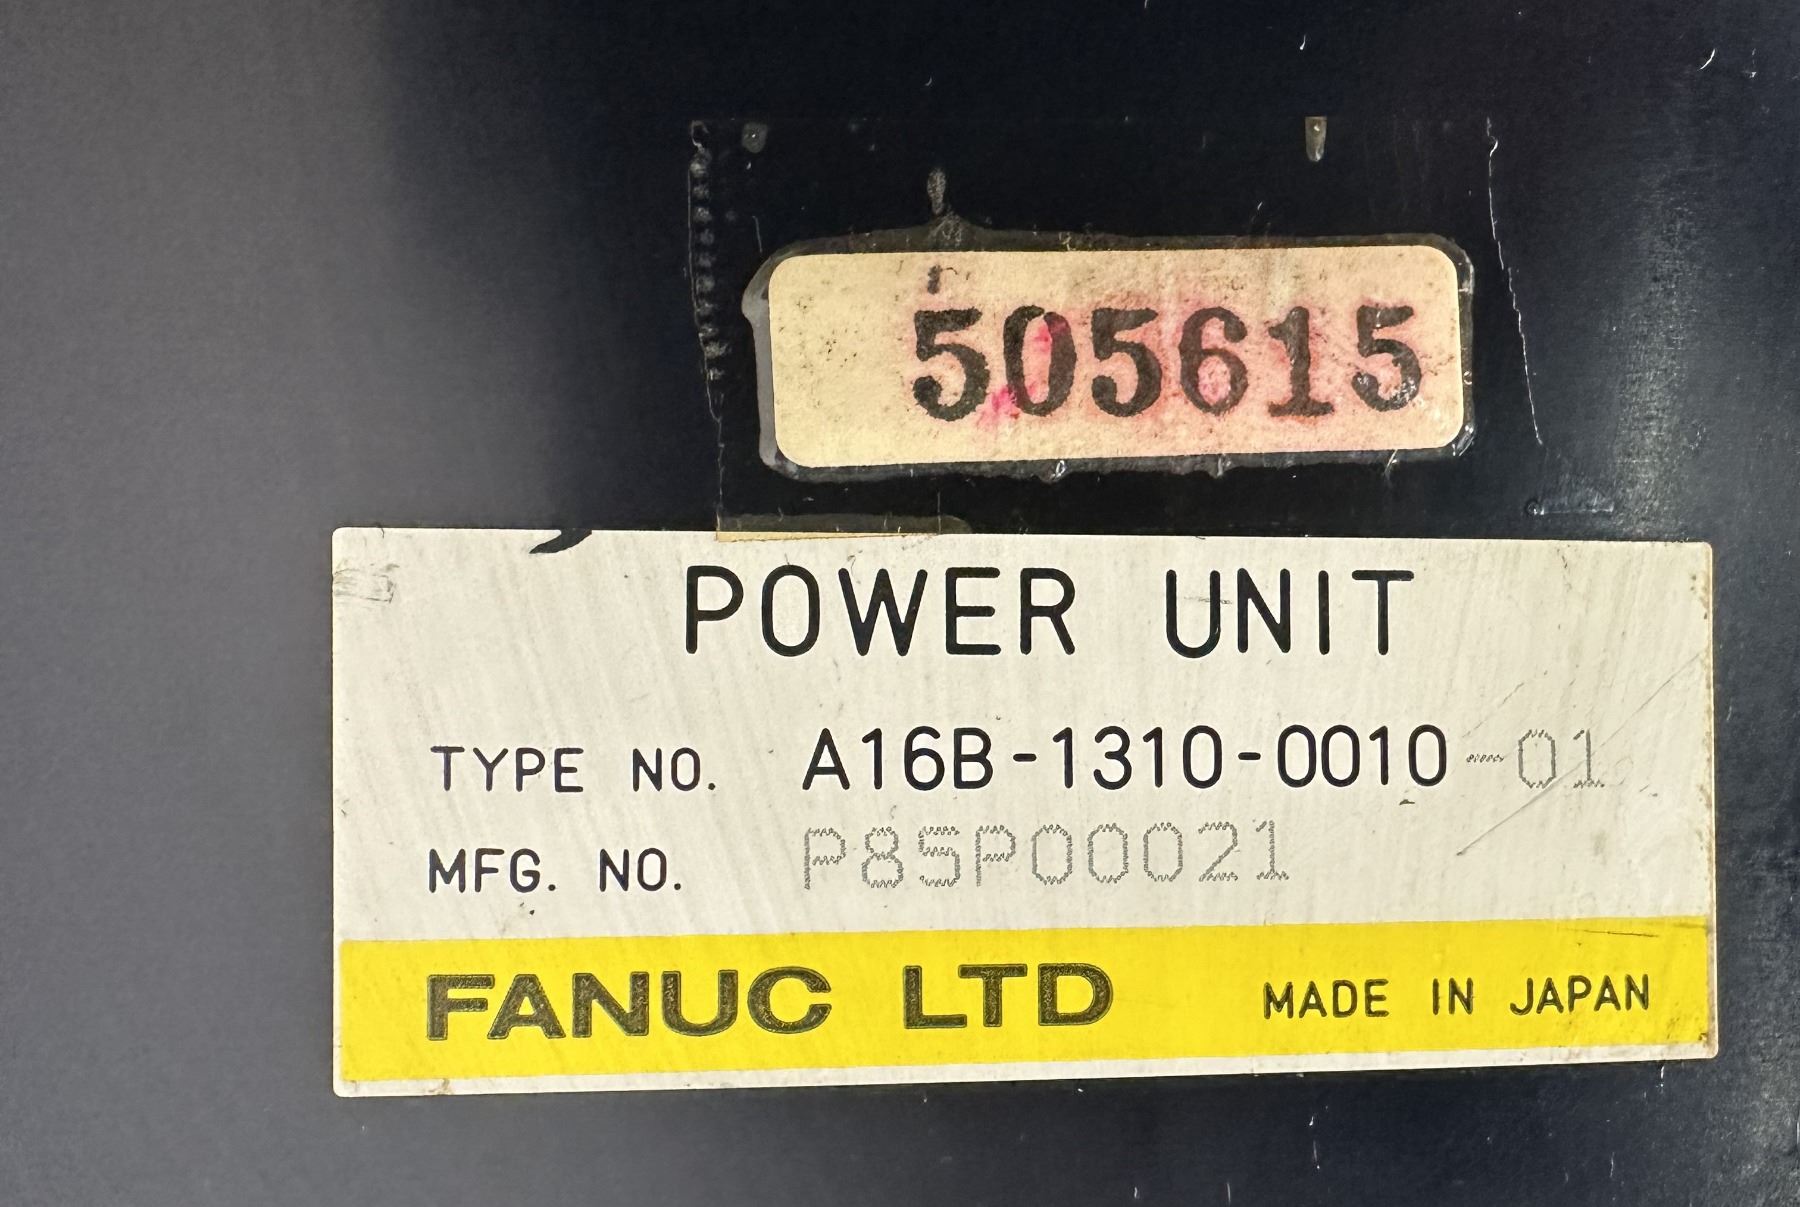 505615
POWER UNIT
TYPE NO. A16B-1310-0010-01
MFG. NO. P85P00021
FANUC LTD MADE IN JAPAN